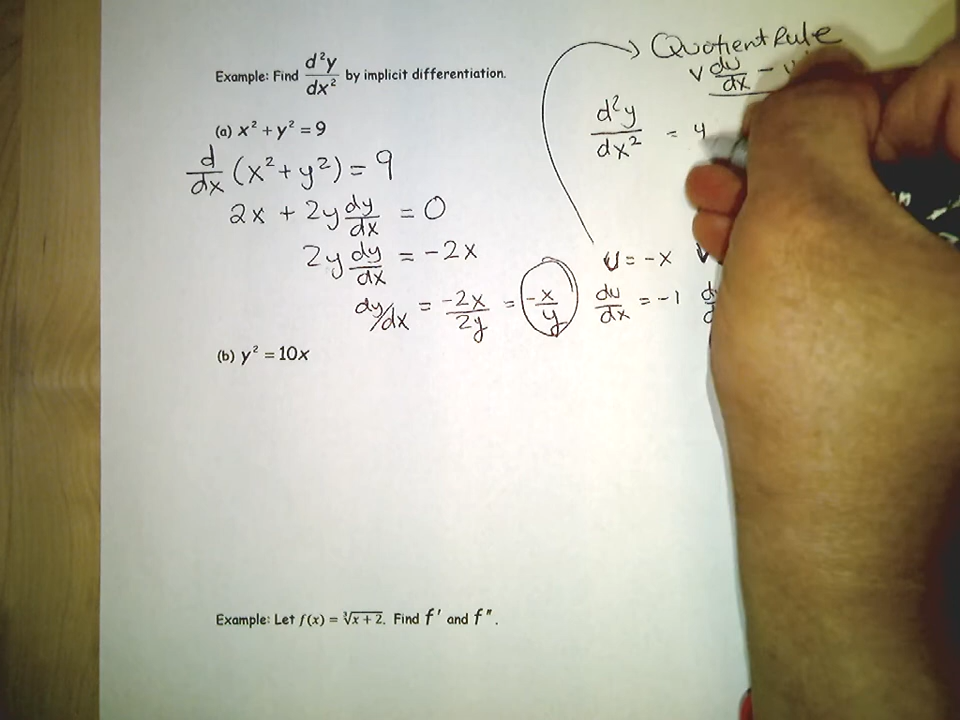 Example: Find d²y/dx² by implicit differentiation.
(a) x² + y² = 9
d/dx (x² + y²) = 9
2x + 2y dy/dx = 0
2y dy/dx = -2x
dy/dx = -2x/2y = -x/y
Quotient Rule
v du/dx -
d²y/dx² = y
u = -x
du/dx = -1
(b) y² = 10x
Example: Let f(x) = ∛(x + 2). Find f' and f".